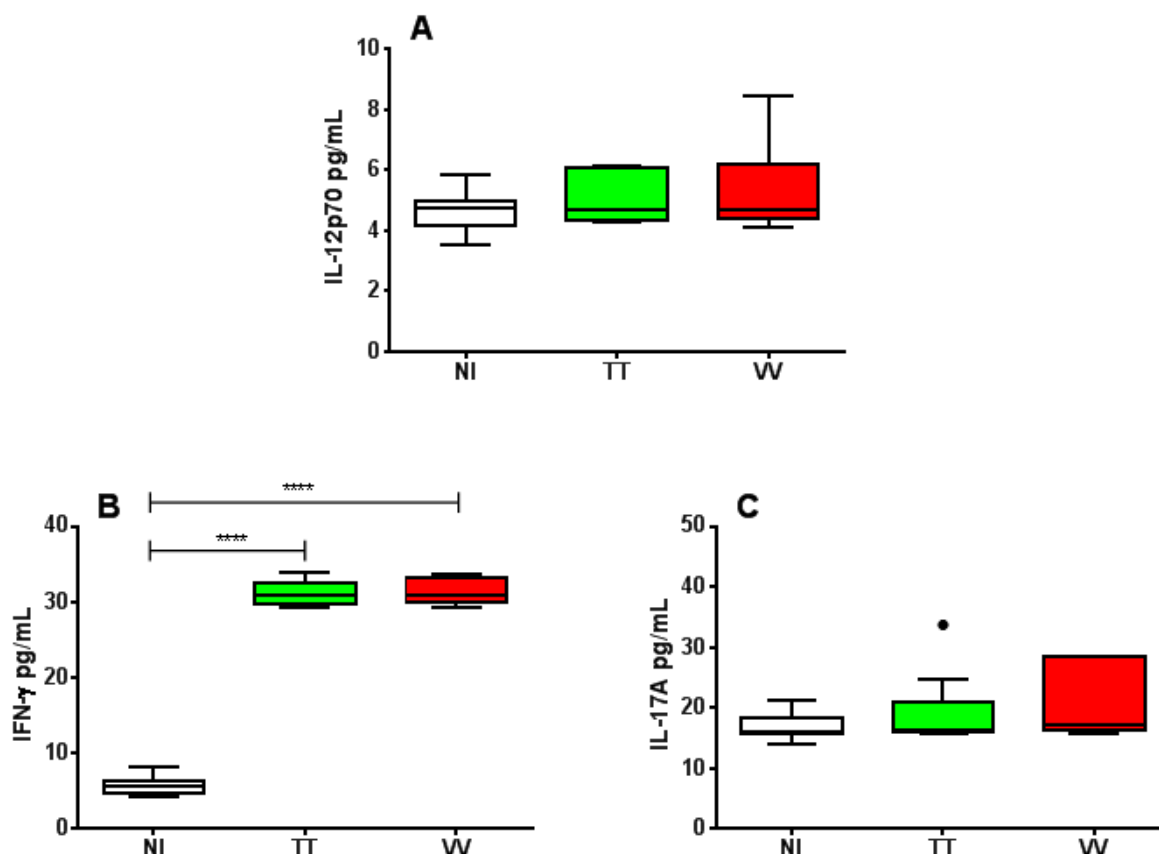 A
10
8
6
4
2
0
IL-12p70 pg/mL
NI TT VV
B
****
****
40
30
20
10
0
IFN-γ pg/mL
NI TT VV
C
50
40
30
20
10
0
IL-17A pg/mL
NI TT VV